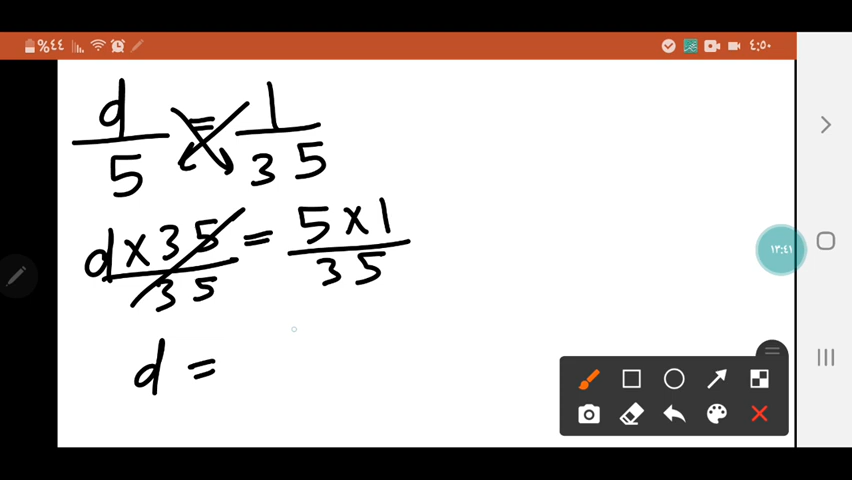 %٤٤ ٤:٥٠
d/5 = 1/35
d×35/35 = 5×1/35
١٣:٤١
d =